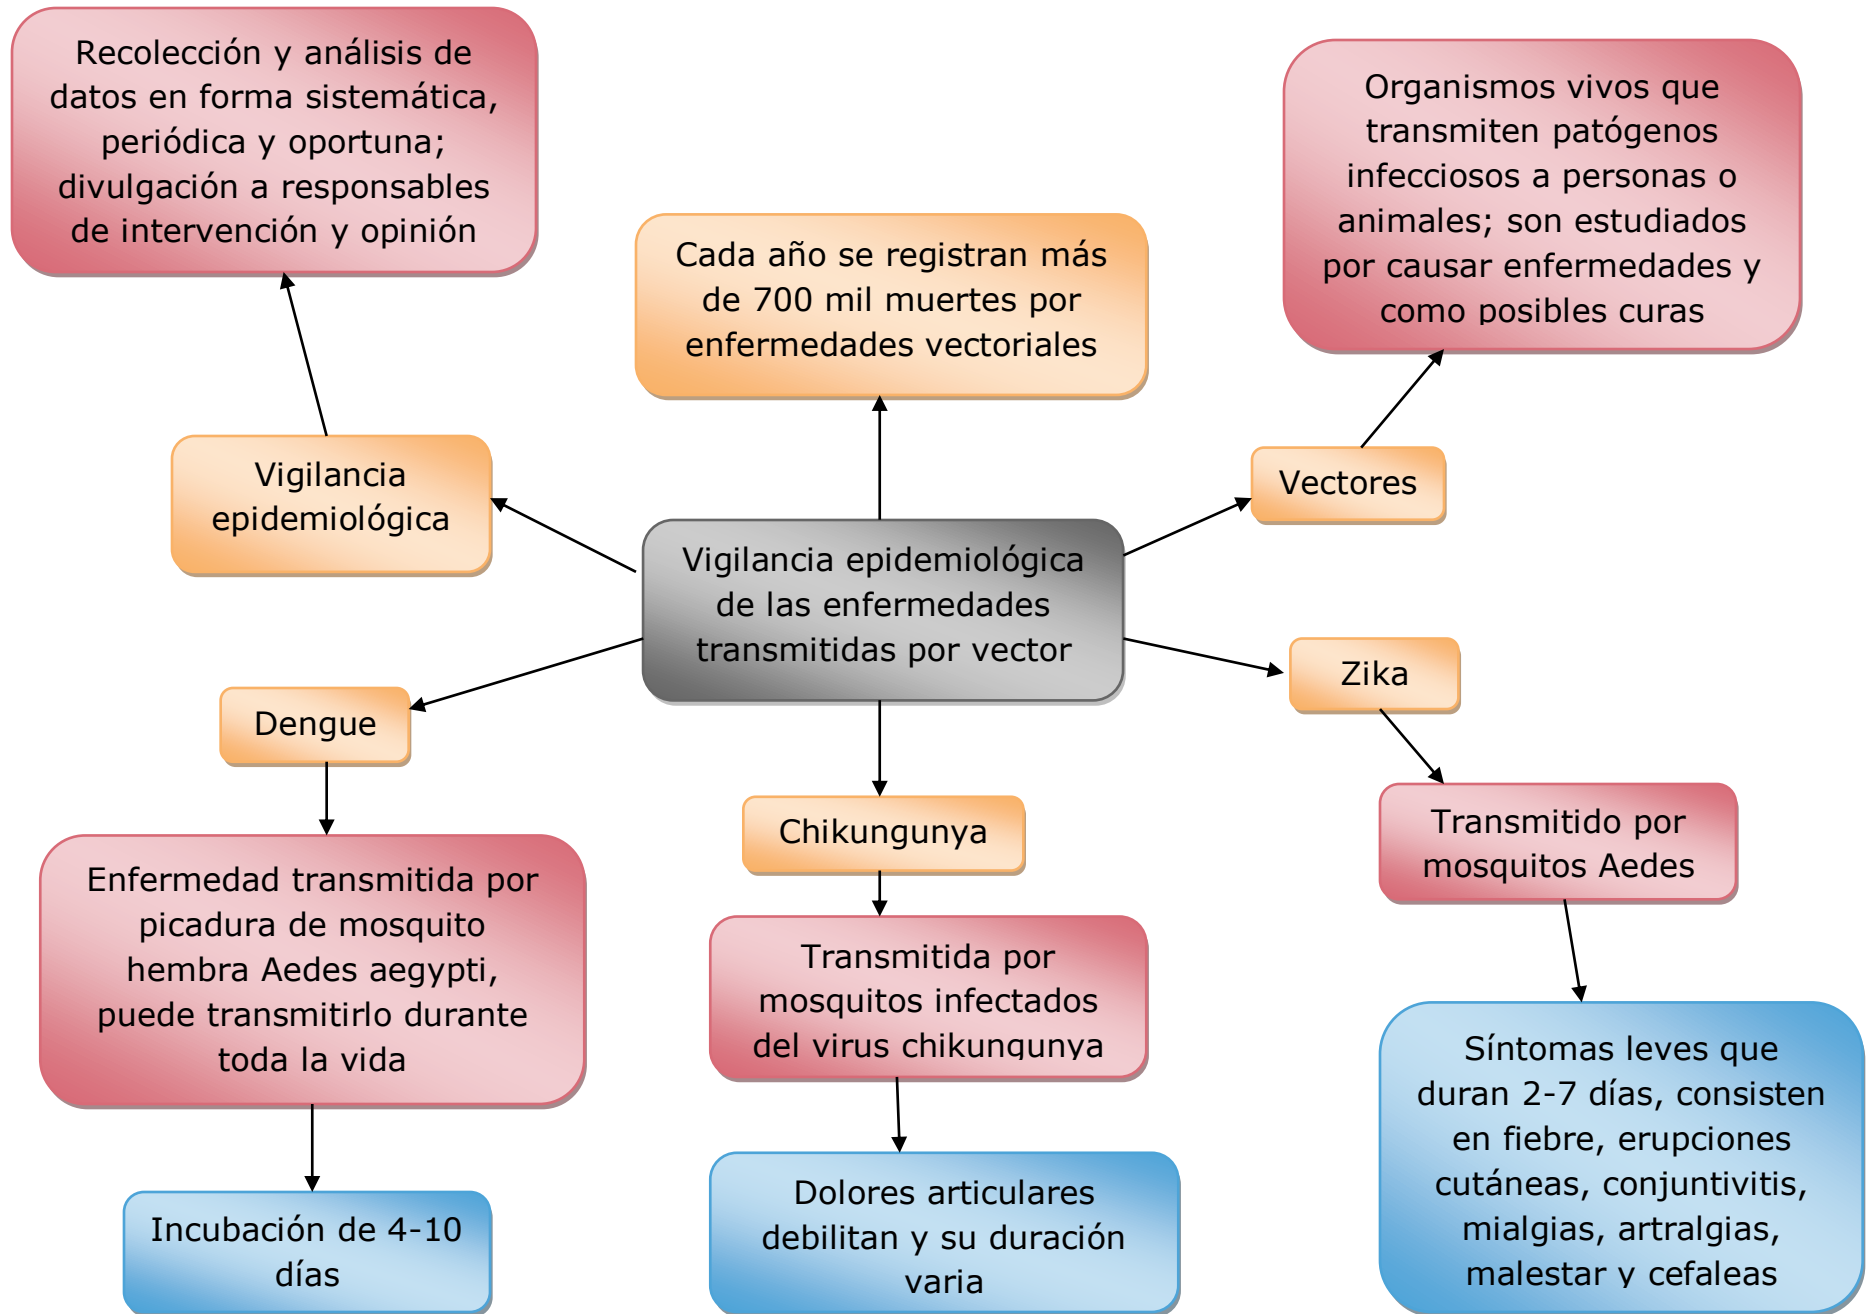 Recolección y análisis de
datos en forma sistemática,
periódica y oportuna;
divulgación a responsables
de intervención y opinión
Cada año se registran más
de 700 mil muertes por
enfermedades vectoriales
Organismos vivos que
transmiten patógenos
infecciosos a personas o
animales; son estudiados
por causar enfermedades y
como posibles curas
Vigilancia
epidemiológica
Vectores
Vigilancia epidemiológica
de las enfermedades
transmitidas por vector
Dengue
Zika
Chikungunya
Enfermedad transmitida por
picadura de mosquito
hembra Aedes aegypti,
puede transmitirlo durante
toda la vida
Transmitida por
mosquitos infectados
del virus chikungunya
Transmitido por
mosquitos Aedes
Incubación de 4-10
días
Dolores articulares
debilitan y su duración
varia
Síntomas leves que
duran 2-7 días, consisten
en fiebre, erupciones
cutáneas, conjuntivitis,
mialgias, artralgias,
malestar y cefaleas